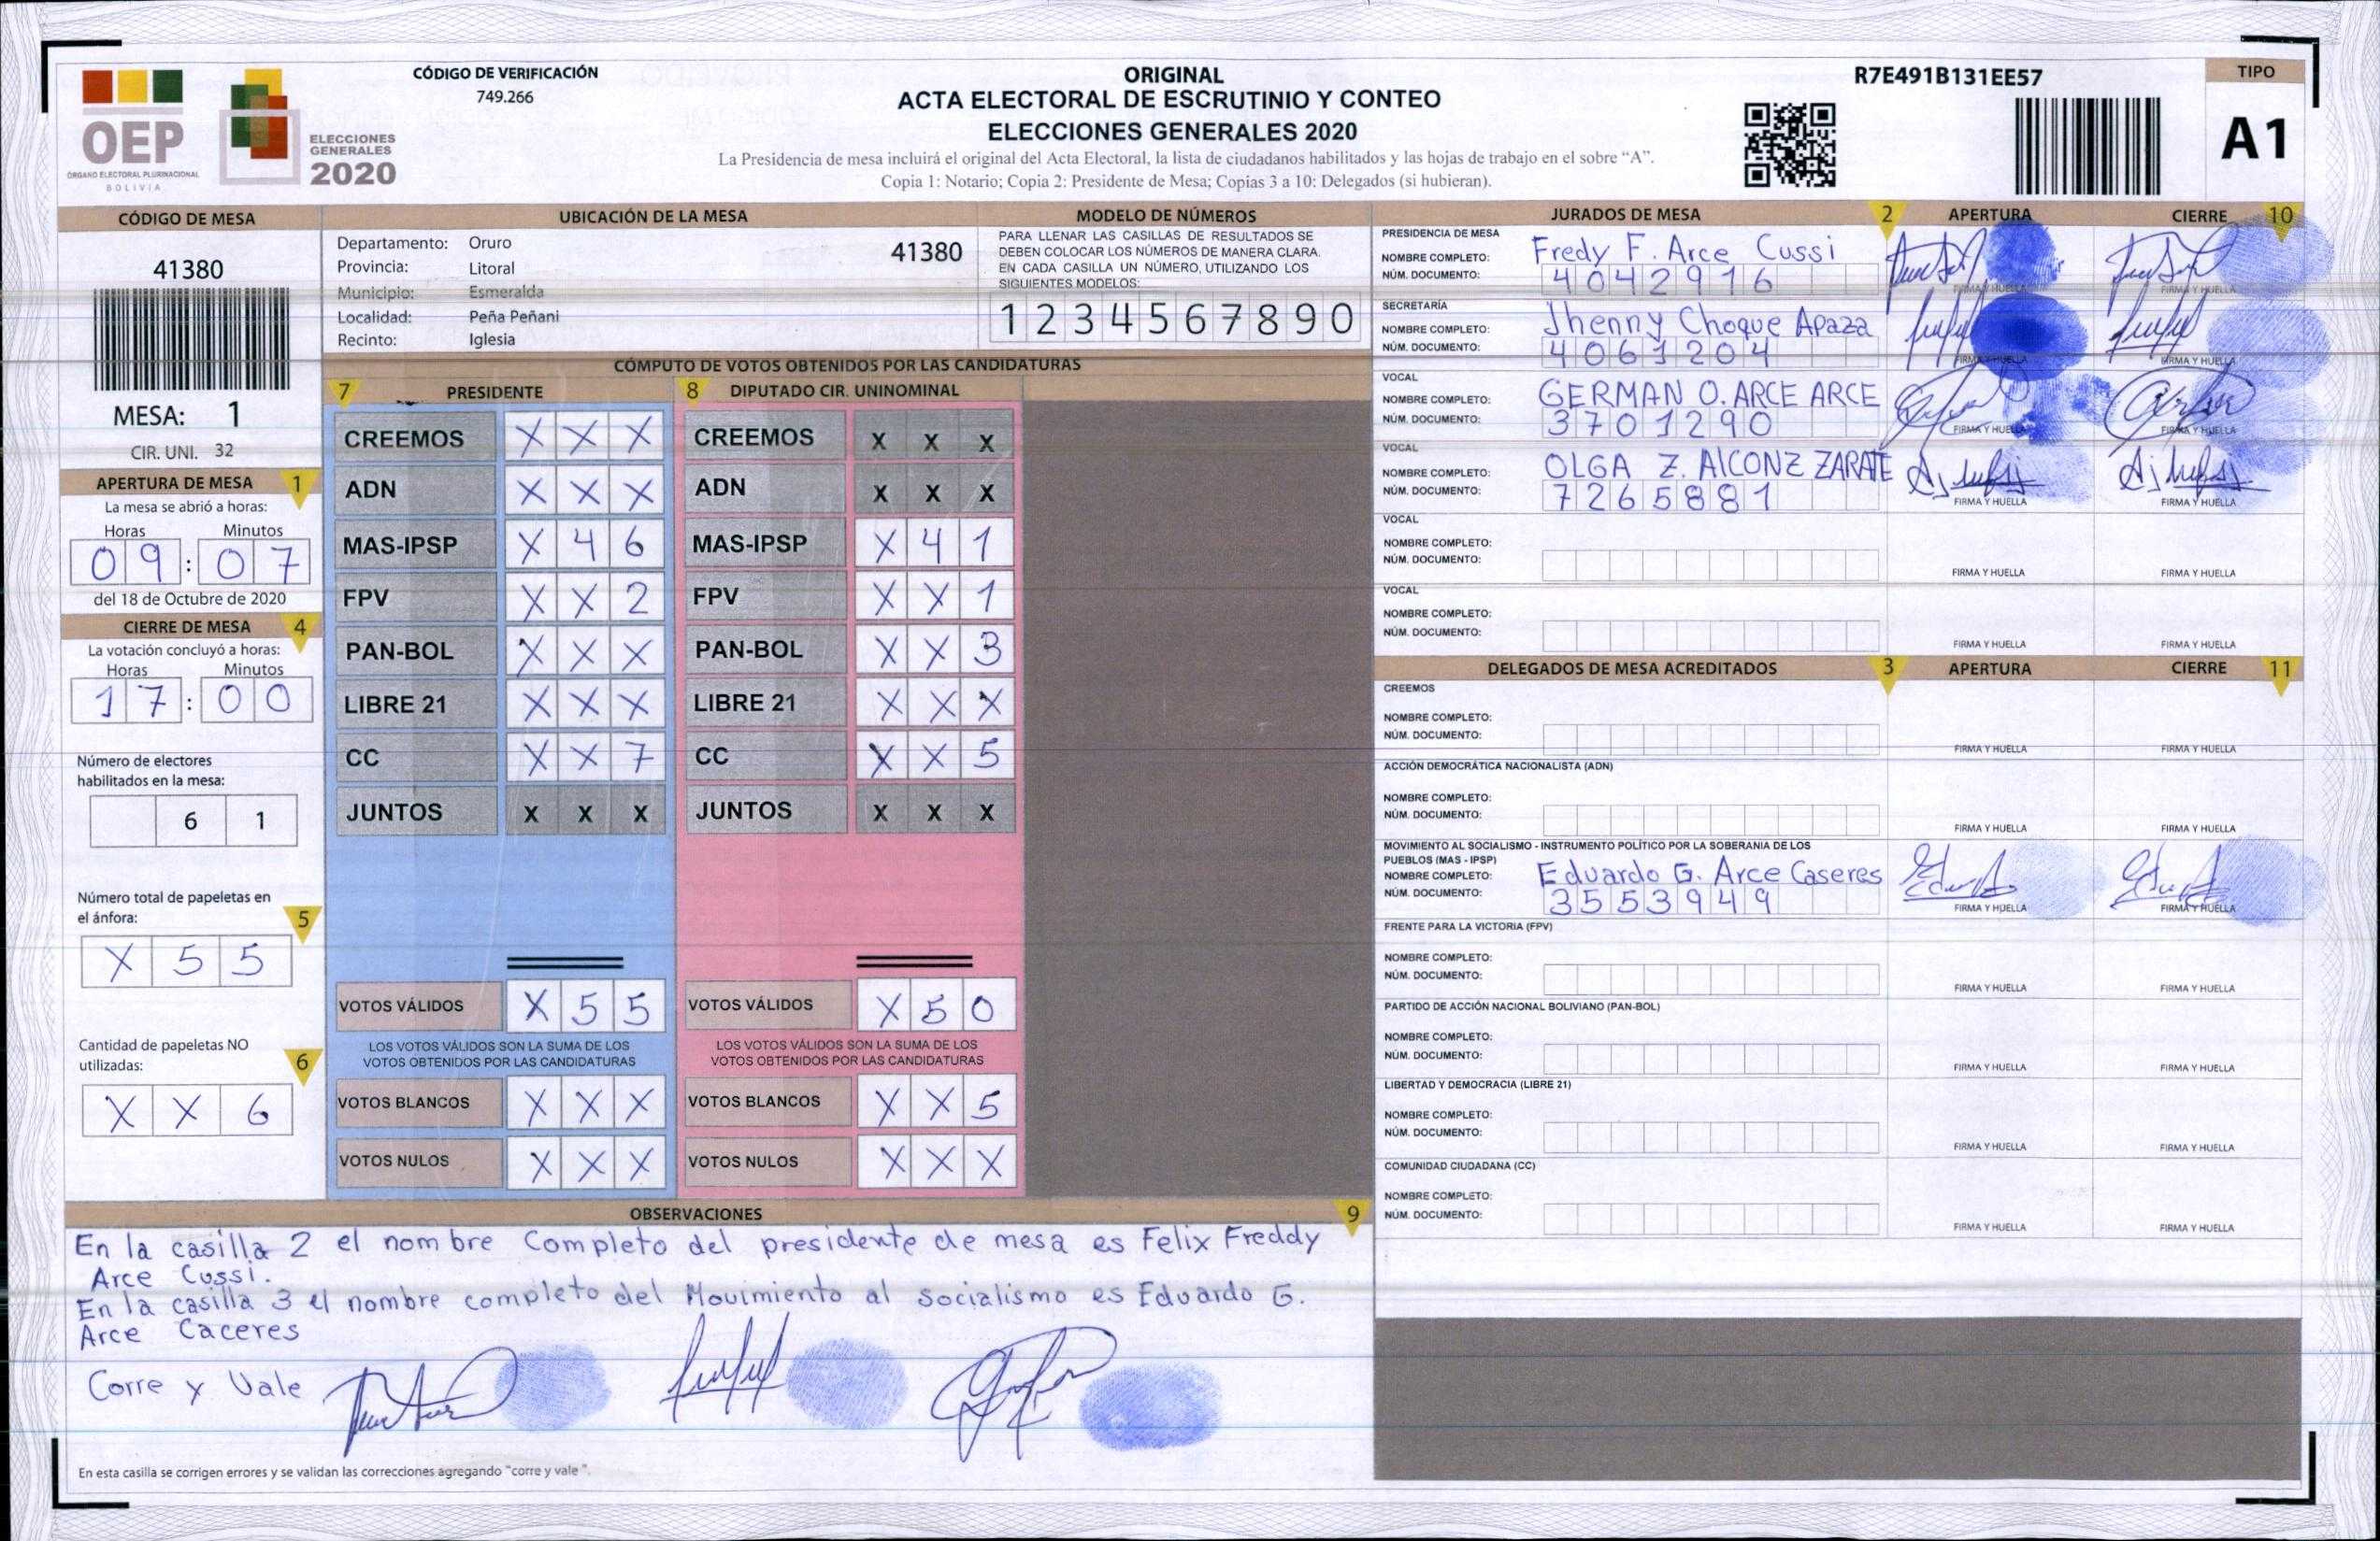 CÓDIGO DE VERIFICACIÓN
749.266
OEP
ÓRGANO ELECTORAL PLURINACIONAL
BOLIVIA
ELECCIONES
GENERALES
2020
ORIGINAL
ACTA ELECTORAL DE ESCRUTINIO Y CONTEO
ELECCIONES GENERALES 2020
La Presidencia de mesa incluirá el original del Acta Electoral, la lista de ciudadanos habilitados y las hojas de trabajo en el sobre “A”.
Copia 1: Notario; Copia 2: Presidente de Mesa; Copias 3 a 10: Delegados (si hubieran).
R7E491B131EE57
TIPO
A1
CÓDIGO DE MESA
41380
MESA: 1
CIR. UNI. 32
UBICACIÓN DE LA MESA
Departamento: Oruro
41380
Provincia: Litoral
Municipio: Esmeralda
Localidad: Peña Peñani
Recinto: Iglesia
MODELO DE NÚMEROS
PARA LLENAR LAS CASILLAS DE RESULTADOS SE
DEBEN COLOCAR LOS NÚMEROS DE MANERA CLARA.
EN CADA CASILLA UN NÚMERO, UTILIZANDO LOS
SIGUIENTES MODELOS:
1 2 3 4 5 6 7 8 9 0
APERTURA DE MESA 1
La mesa se abrió a horas:
Horas Minutos
09:07
del 18 de Octubre de 2020
CIERRE DE MESA 4
La votación concluyó a horas:
Horas Minutos
17:00
Número de electores
habilitados en la mesa:
6 1
Número total de papeletas en
el ánfora: 5
X 5 5
Cantidad de papeletas NO
utilizadas: 6
X X 6
CÓMPUTO DE VOTOS OBTENIDOS POR LAS CANDIDATURAS
7 PRESIDENTE
CREEMOS X X X
ADN X X X
MAS-IPSP X 4 6
FPV X X 2
PAN-BOL X X X
LIBRE 21 X X X
CC X X 7
JUNTOS X X X
VOTOS VÁLIDOS X 5 5
LOS VOTOS VÁLIDOS SON LA SUMA DE LOS
VOTOS OBTENIDOS POR LAS CANDIDATURAS
VOTOS BLANCOS X X X
VOTOS NULOS X X X
8 DIPUTADO CIR. UNINOMINAL
CREEMOS X X X
ADN X X X
MAS-IPSP X 4 1
FPV X X 1
PAN-BOL X X 3
LIBRE 21 X X X
CC X X 5
JUNTOS X X X
VOTOS VÁLIDOS X 5 0
LOS VOTOS VÁLIDOS SON LA SUMA DE LOS
VOTOS OBTENIDOS POR LAS CANDIDATURAS
VOTOS BLANCOS X X 5
VOTOS NULOS X X X
JURADOS DE MESA 2 APERTURA CIERRE 10
PRESIDENCIA DE MESA
NOMBRE COMPLETO: Fredy F. Arce Cussi
NÚM. DOCUMENTO: 4042916
FIRMA Y HUELLA FIRMA Y HUELLA
SECRETARÍA
NOMBRE COMPLETO: Jhenny Choque Apaza
NÚM. DOCUMENTO: 4061204
FIRMA Y HUELLA FIRMA Y HUELLA
VOCAL
NOMBRE COMPLETO: GERMAN O. ARCE ARCE
NÚM. DOCUMENTO: 3701290
FIRMA Y HUELLA FIRMA Y HUELLA
VOCAL
NOMBRE COMPLETO: OLGA Z. AlCONZ ZARATE
NÚM. DOCUMENTO: 7265881
FIRMA Y HUELLA FIRMA Y HUELLA
VOCAL
NOMBRE COMPLETO:
NÚM. DOCUMENTO:
FIRMA Y HUELLA FIRMA Y HUELLA
VOCAL
NOMBRE COMPLETO:
NÚM. DOCUMENTO:
FIRMA Y HUELLA FIRMA Y HUELLA
DELEGADOS DE MESA ACREDITADOS 3 APERTURA CIERRE 11
CREEMOS
NOMBRE COMPLETO:
NÚM. DOCUMENTO:
FIRMA Y HUELLA FIRMA Y HUELLA
ACCIÓN DEMOCRÁTICA NACIONALISTA (ADN)
NOMBRE COMPLETO:
NÚM. DOCUMENTO:
FIRMA Y HUELLA FIRMA Y HUELLA
MOVIMIENTO AL SOCIALISMO - INSTRUMENTO POLÍTICO POR LA SOBERANIA DE LOS
PUEBLOS (MAS - IPSP)
NOMBRE COMPLETO: Eduardo G. Arce Caseres
NÚM. DOCUMENTO: 3553949
FIRMA Y HUELLA FIRMA Y HUELLA
FRENTE PARA LA VICTORIA (FPV)
NOMBRE COMPLETO:
NÚM. DOCUMENTO:
FIRMA Y HUELLA FIRMA Y HUELLA
PARTIDO DE ACCIÓN NACIONAL BOLIVIANO (PAN-BOL)
NOMBRE COMPLETO:
NÚM. DOCUMENTO:
FIRMA Y HUELLA FIRMA Y HUELLA
LIBERTAD Y DEMOCRACIA (LIBRE 21)
NOMBRE COMPLETO:
NÚM. DOCUMENTO:
FIRMA Y HUELLA FIRMA Y HUELLA
COMUNIDAD CIUDADANA (CC)
NOMBRE COMPLETO:
NÚM. DOCUMENTO:
FIRMA Y HUELLA FIRMA Y HUELLA
OBSERVACIONES 9
En la casilla 2 el nombre Completo del presidente de mesa es Felix Freddy
Arce Cussi.
En la casilla 3 el nombre completo del Movimiento al Socialismo es Eduardo G.
Arce Caceres
Corre y Vale
En esta casilla se corrigen errores y se validan las correcciones agregando "corre y vale ".